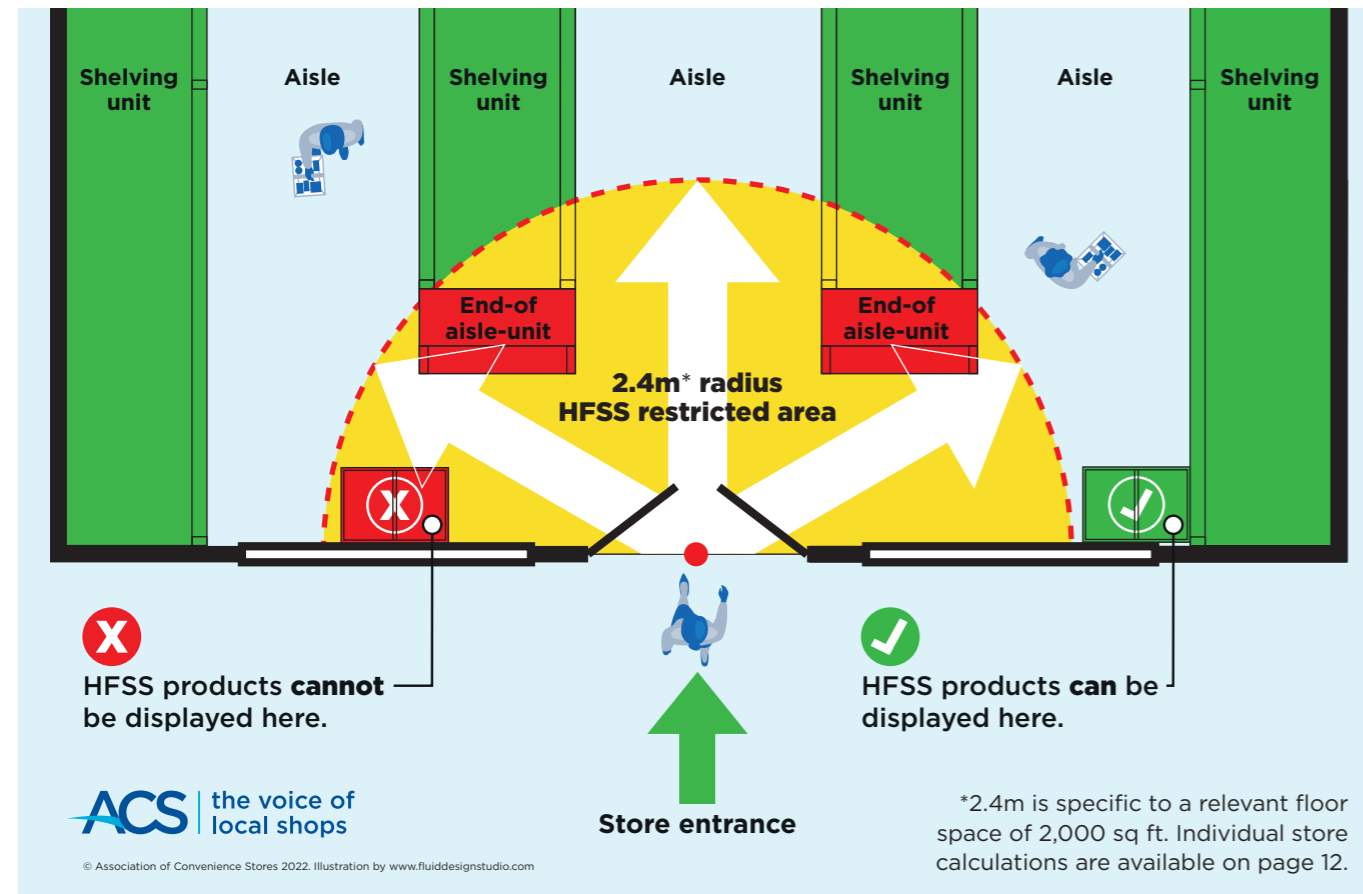 Shelving
unit
Aisle
Shelving
unit
Aisle
Shelving
unit
Aisle
Shelving
unit
End-of
aisle-unit
End-of
aisle-unit
2.4m* radius
HFSS restricted area
X
X
HFSS products cannot
be displayed here.
HFSS products can be
displayed here.
ACS
the voice of
local shops
Store entrance
*2.4m is specific to a relevant floor
space of 2,000 sq ft. Individual store
calculations are available on page 12.
© Association of Convenience Stores 2022. Illustration by www.fluiddesignstudio.com